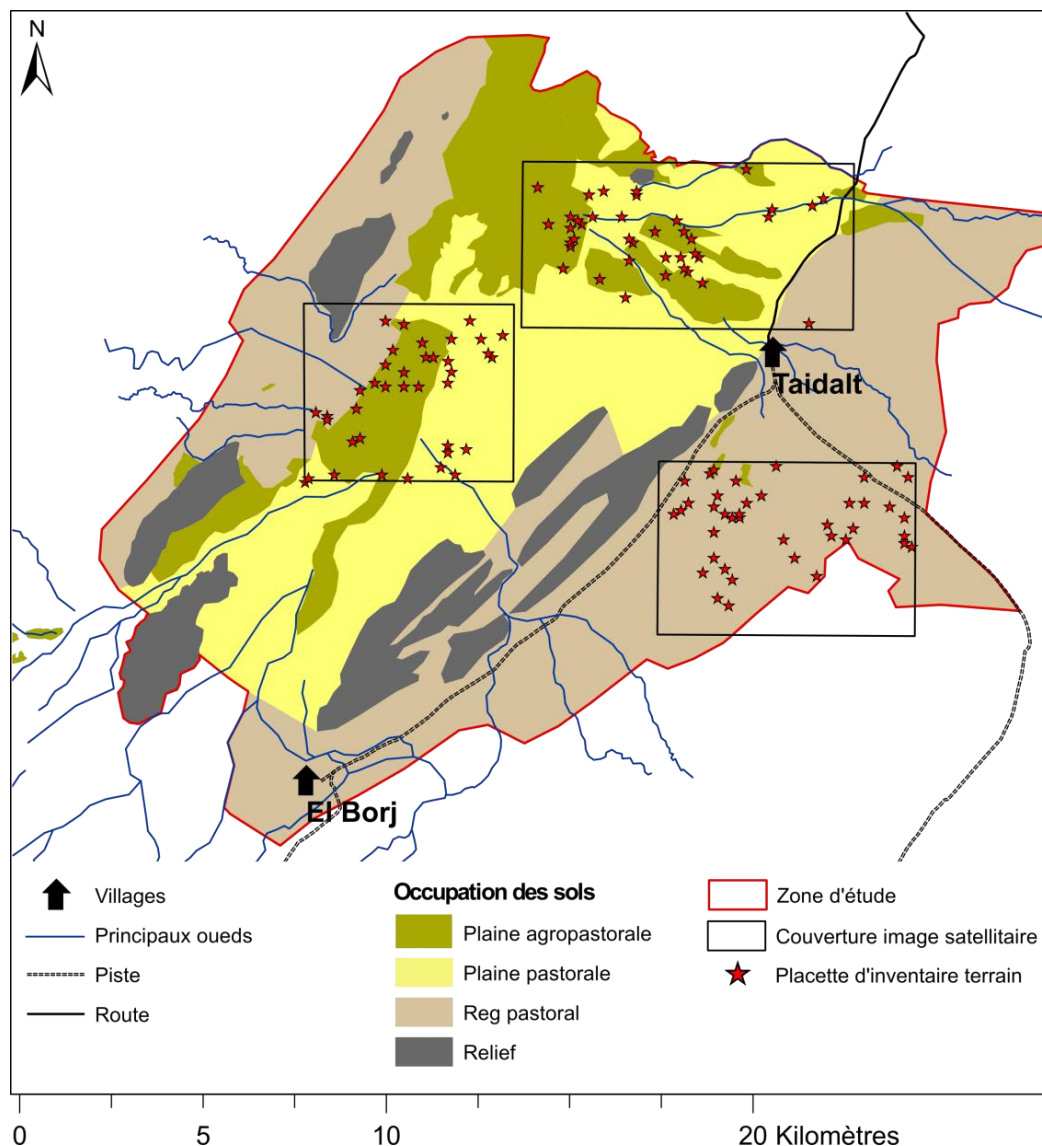 N
Taidalt
El Borj
Villages
Principaux oueds
Piste
Route
Occupation des sols
Plaine agropastorale
Plaine pastorale
Reg pastoral
Relief
Zone d'étude
Couverture image satellitaire
Placette d'inventaire terrain
0 5 10 20 Kilomètres